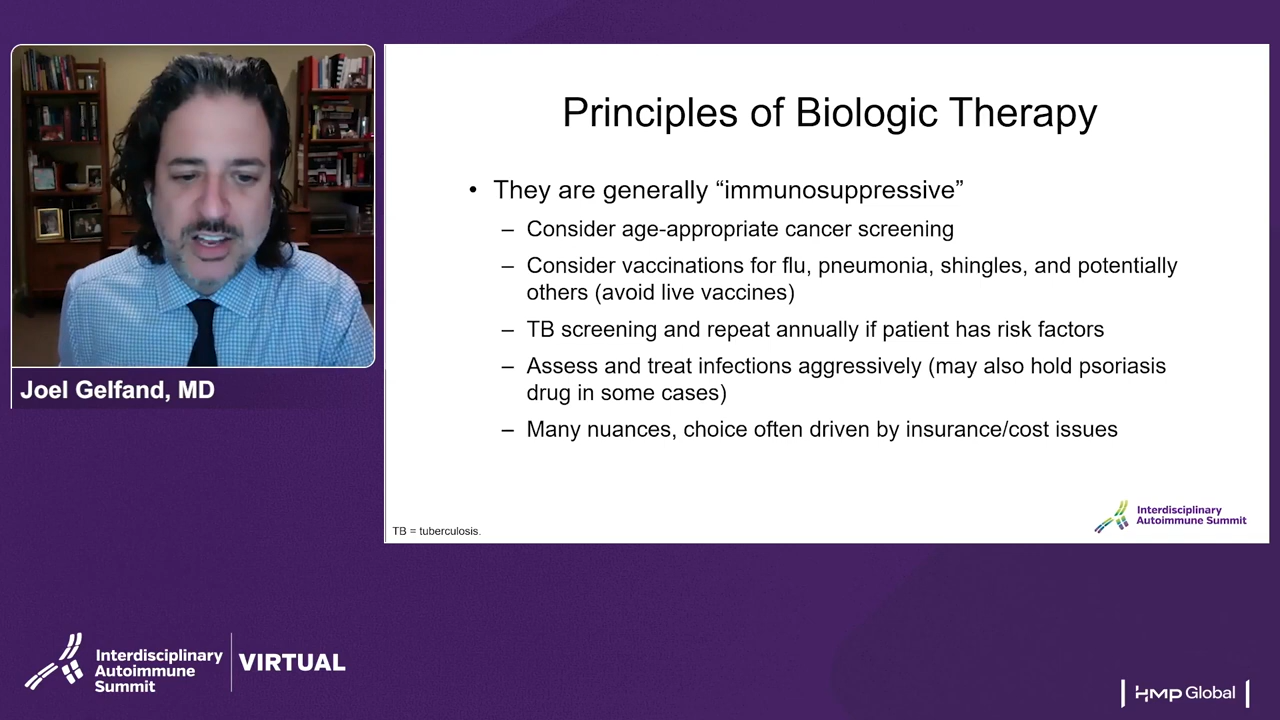 Joel Gelfand, MD
Principles of Biologic Therapy
• They are generally “immunosuppressive”
– Consider age-appropriate cancer screening
– Consider vaccinations for flu, pneumonia, shingles, and potentially
others (avoid live vaccines)
– TB screening and repeat annually if patient has risk factors
– Assess and treat infections aggressively (may also hold psoriasis
drug in some cases)
– Many nuances, choice often driven by insurance/cost issues
TB = tuberculosis.
Interdisciplinary
Autoimmune Summit
Interdisciplinary
Autoimmune
Summit
VIRTUAL
HMP Global